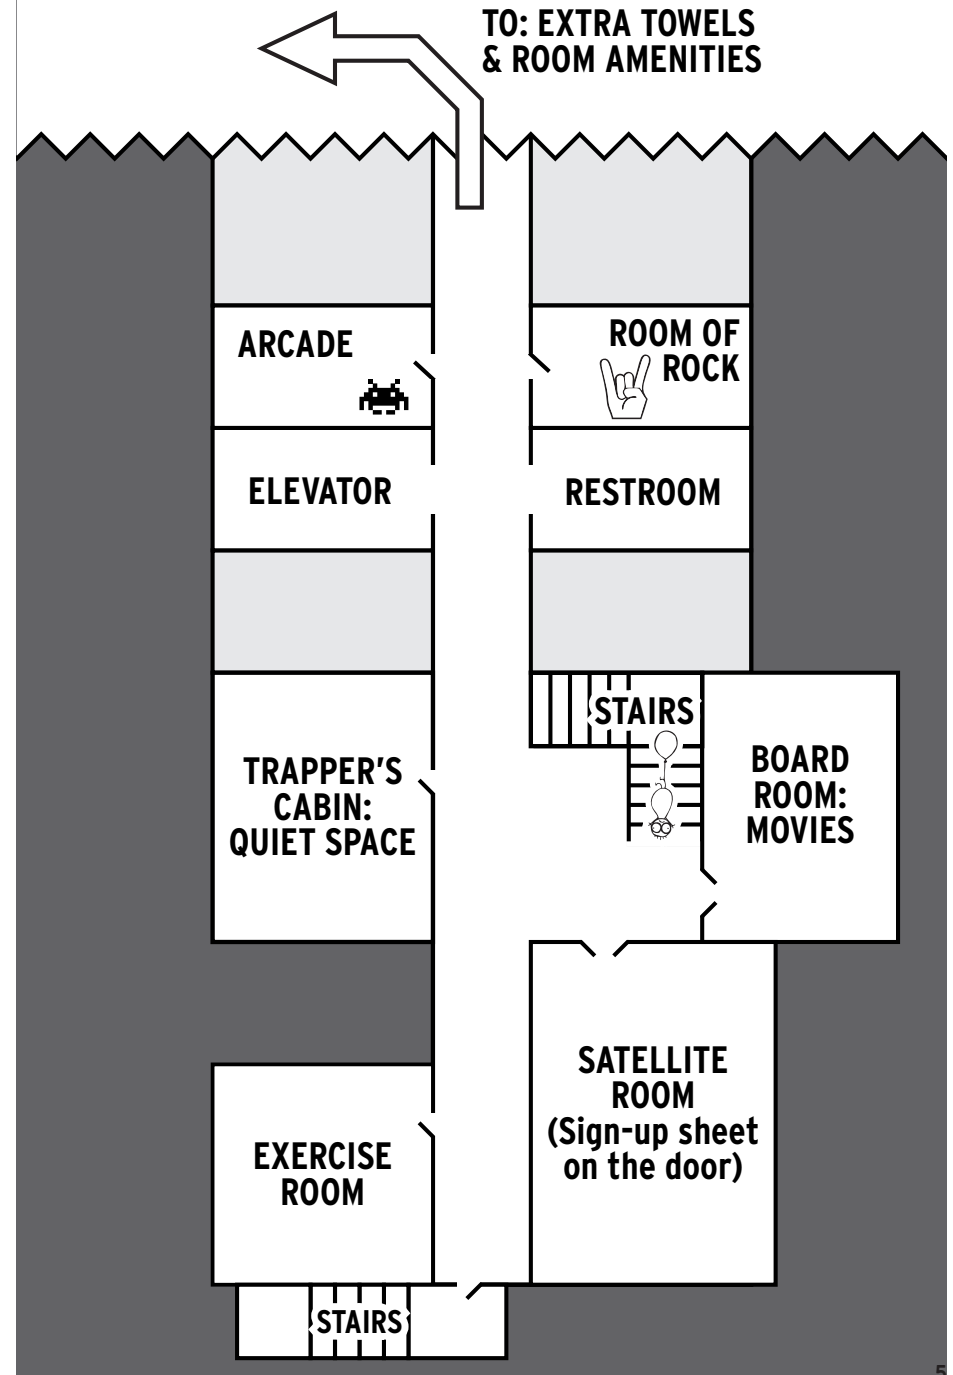 TO: EXTRA TOWELS
& ROOM AMENITIES
ARCADE
ROOM OF
ROCK
ELEVATOR
RESTROOM
STAIRS
TRAPPER'S
CABIN:
QUIET SPACE
BOARD
ROOM:
MOVIES
SATELLITE
ROOM
(Sign-up sheet
on the door)
EXERCISE
ROOM
STAIRS
5